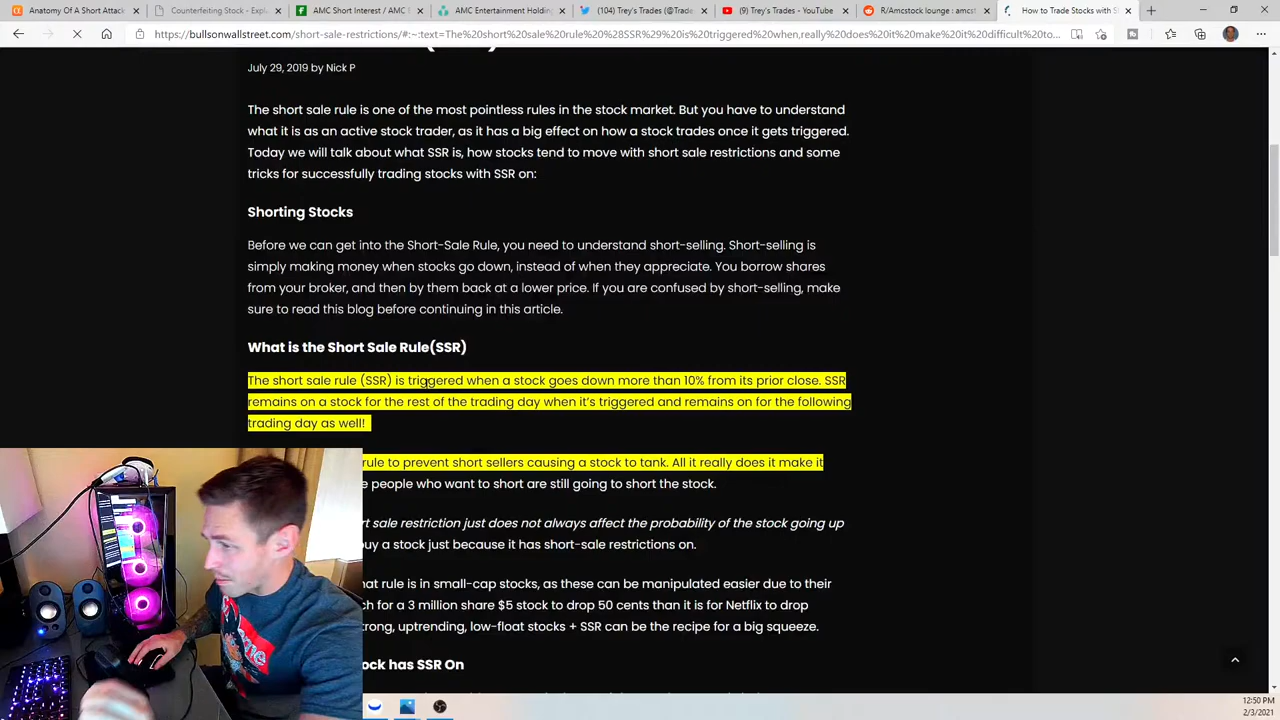 Anatomy Of A Short Attack
Counterfeiting Stock - Expl
AMC Short Interest / AMC S
AMC Entertainment Holding
(104) Trey's Trades (@Trade
(9) Trey's Trades - YouTube
R/Amcstock lounge : amcst
How to Trade Stocks with S
https://bullsonwallstreet.com/short-sale-restrictions/#:~:text=The%20short%20sale%20rule%20%28SSR%29%20is%20triggered%20when,really%20does%20it%20make%20it%20difficult%20to...
July 29, 2019 by Nick P
The short sale rule is one of the most pointless rules in the stock market. But you have to understand
what it is as an active stock trader, as it has a big effect on how a stock trades once it gets triggered.
Today we will talk about what SSR is, how stocks tend to move with short sale restrictions and some
tricks for successfully trading stocks with SSR on:
Shorting Stocks
Before we can get into the Short-Sale Rule, you need to understand short-selling. Short-selling is
simply making money when stocks go down, instead of when they appreciate. You borrow shares
from your broker, and then by them back at a lower price. If you are confused by short-selling, make
sure to read this blog before continuing in this article.
What is the Short Sale Rule(SSR)
The short sale rule (SSR) is triggered when a stock goes down more than 10% from its prior close. SSR
remains on a stock for the rest of the trading day when it's triggered and remains on for the following
trading day as well!
rule to prevent short sellers causing a stock to tank. All it really does it make it
e people who want to short are still going to short the stock.
rt sale restriction just does not always affect the probability of the stock going up
buy a stock just because it has short-sale restrictions on.
hat rule is in small-cap stocks, as these can be manipulated easier due to their
ch for a 3 million share $5 stock to drop 50 cents than it is for Netflix to drop
trong, uptrending, low-float stocks + SSR can be the recipe for a big squeeze.
ock has SSR On
12:50 PM
2/3/2021